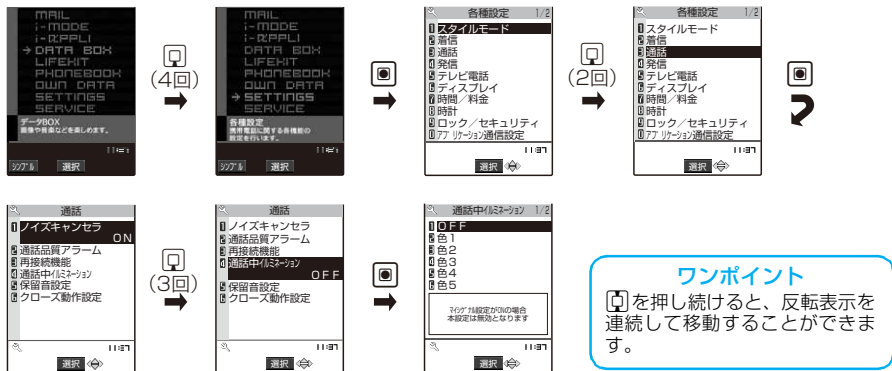 MAIL
i-MODE
i-αPPLI
→DATA BOX
LIFEKIT
PHONEBOOK
OWN DATA
SETTINGS
SERVICE
データBOX
画像や音楽などを楽しめます。
シンプル 選択
(4回)
MAIL
i-MODE
i-αPPLI
DATA BOX
LIFEKIT
PHONEBOOK
OWN DATA
→SETTINGS
SERVICE
各種設定
携帯電話に関する各機能の
設定を行います。
シンプル 選択
各種設定 1/2
1スタイルモード
2着信
3通話
4発信
5テレビ電話
6ディスプレイ
7時間/料金
8時計
9ロック/セキュリティ
0アプリケーション通信設定
11:37
選択
(2回)
各種設定 1/2
1スタイルモード
2着信
3通話
4発信
5テレビ電話
6ディスプレイ
7時間/料金
8時計
9ロック/セキュリティ
0アプリケーション通信設定
11:37
選択
通話
1ノイズキャンセラ
ON
2通話品質アラーム
3再接続機能
4通話中イルミネーション
5保留音設定
6クローズ動作設定
11:37
選択
(3回)
通話
1ノイズキャンセラ
2通話品質アラーム
3再接続機能
4通話中イルミネーション
OFF
5保留音設定
6クローズ動作設定
11:37
選択
通話中イルミネーション 1/2
1OFF
2色1
3色2
4色3
5色4
6色5
マイシグナル設定がONの場合
本設定は無効となります
11:37
選択
ワンポイント
を押し続けると、反転表示を
連続して移動することができま
す。